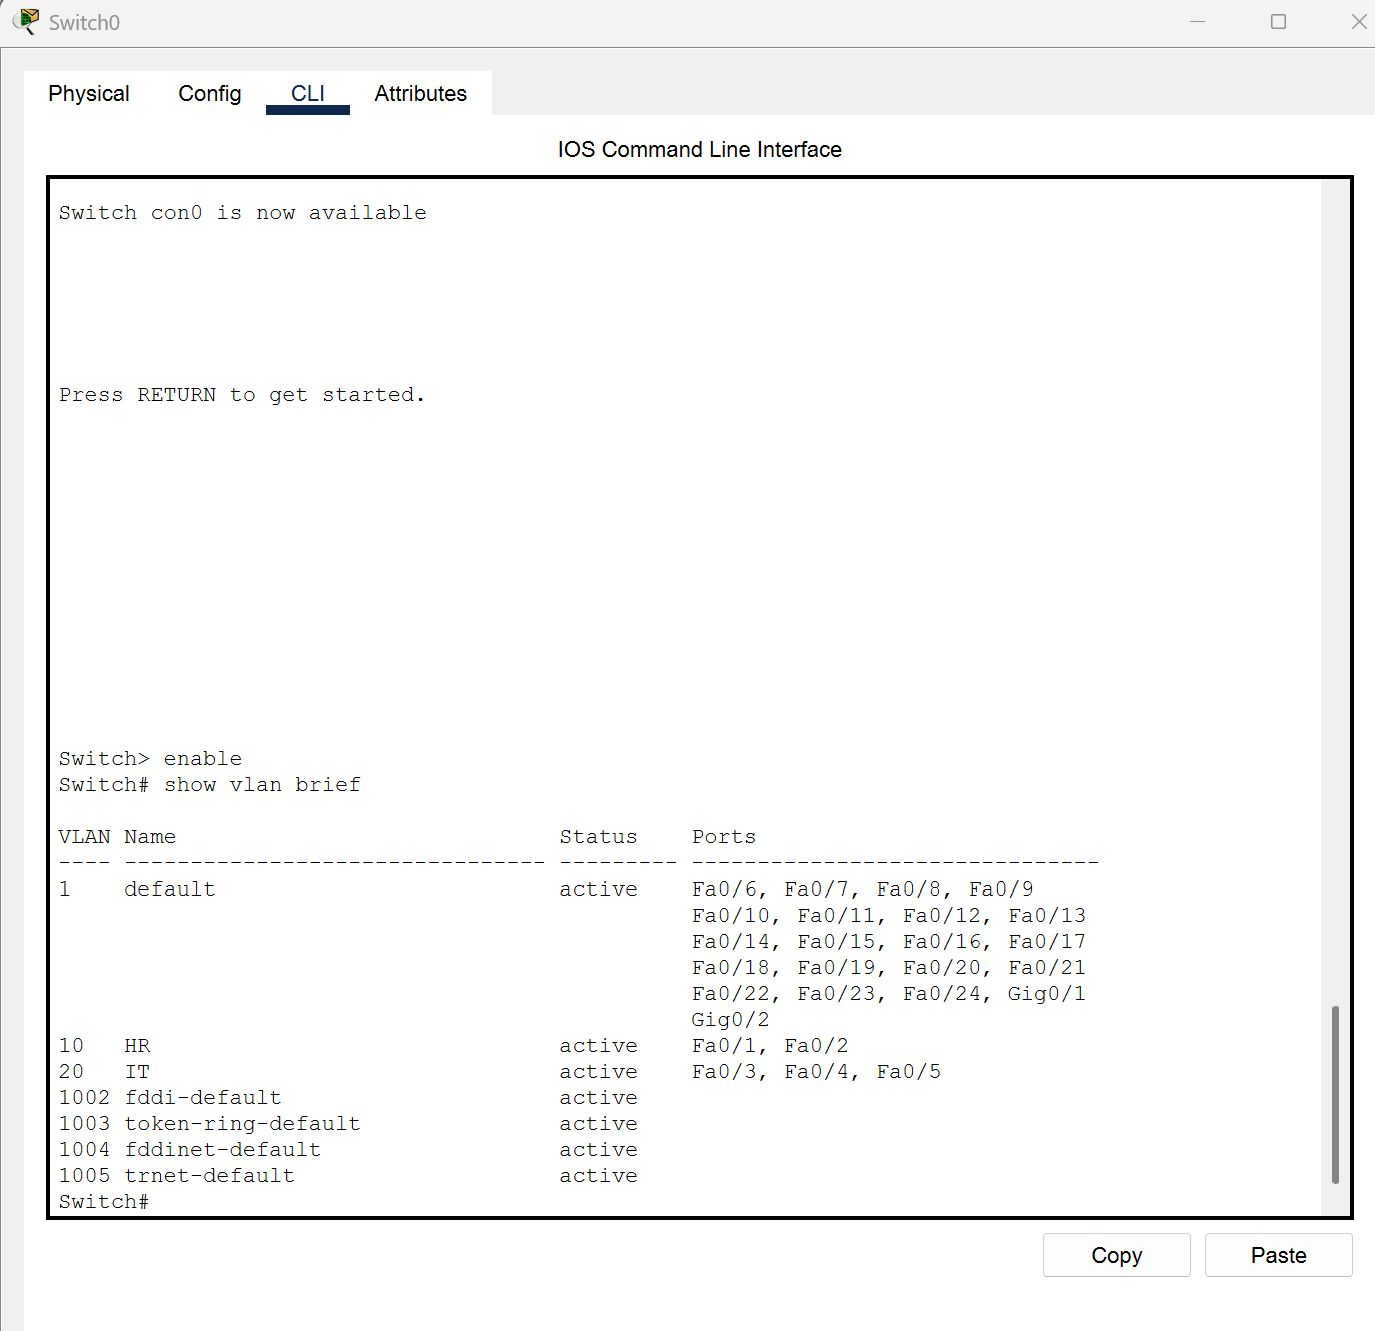 Switch0
Physical Config CLI Attributes
IOS Command Line Interface
Switch con0 is now available
Press RETURN to get started.
Switch> enable
Switch# show vlan brief
VLAN Name                             Status    Ports
---- -------------------------------- --------- -------------------------------
1    default                          active    Fa0/6, Fa0/7, Fa0/8, Fa0/9
                                                Fa0/10, Fa0/11, Fa0/12, Fa0/13
                                                Fa0/14, Fa0/15, Fa0/16, Fa0/17
                                                Fa0/18, Fa0/19, Fa0/20, Fa0/21
                                                Fa0/22, Fa0/23, Fa0/24, Gig0/1
                                                Gig0/2
10   HR                               active    Fa0/1, Fa0/2
20   IT                               active    Fa0/3, Fa0/4, Fa0/5
1002 fddi-default                     active
1003 token-ring-default               active
1004 fddinet-default                  active
1005 trnet-default                    active
Switch#
Copy Paste